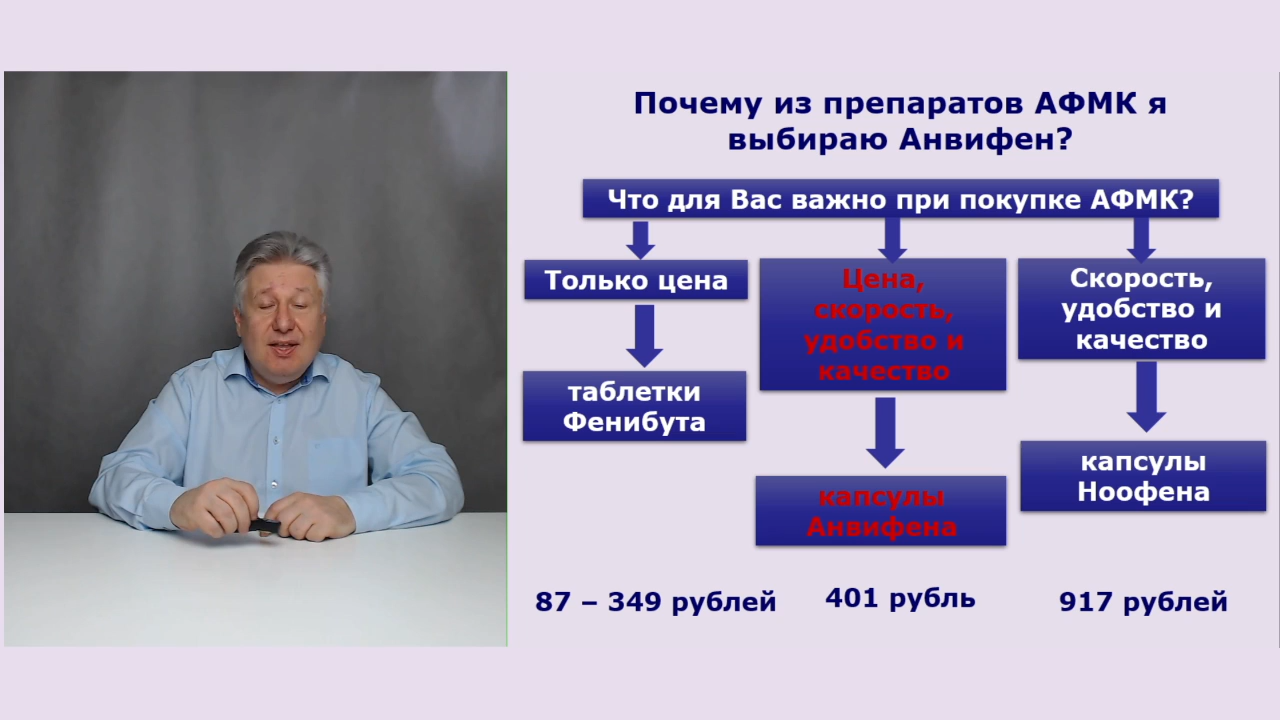 Почему из препаратов АФМК я
выбираю Анвифен?
Что для Вас важно при покупке АФМК?
Только цена
таблетки
Фенибута
87 – 349 рублей
Цена,
скорость,
удобство и
качество
капсулы
Анвифена
401 рубль
Скорость,
удобство и
качество
капсулы
Ноофена
917 рублей